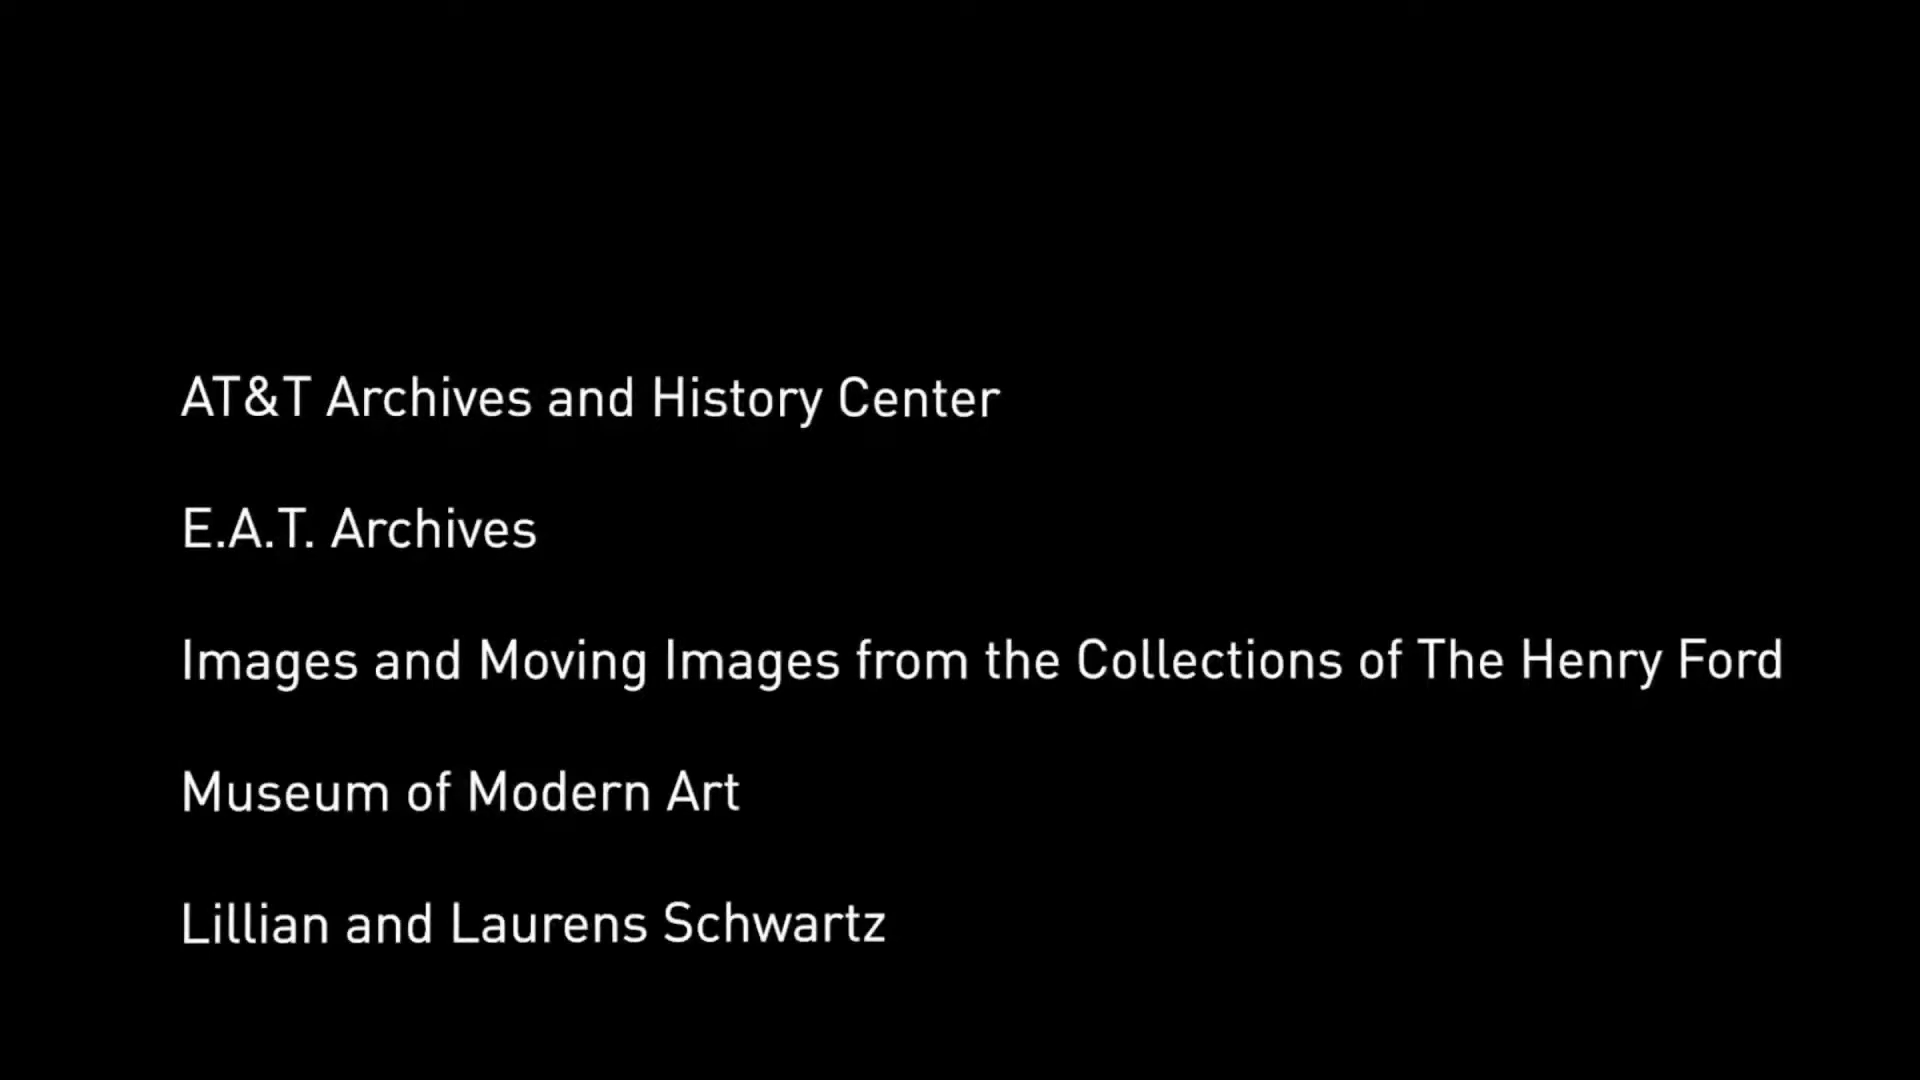 AT&T Archives and History Center
E.A.T. Archives
Images and Moving Images from the Collections of The Henry Ford
Museum of Modern Art
Lillian and Laurens Schwartz